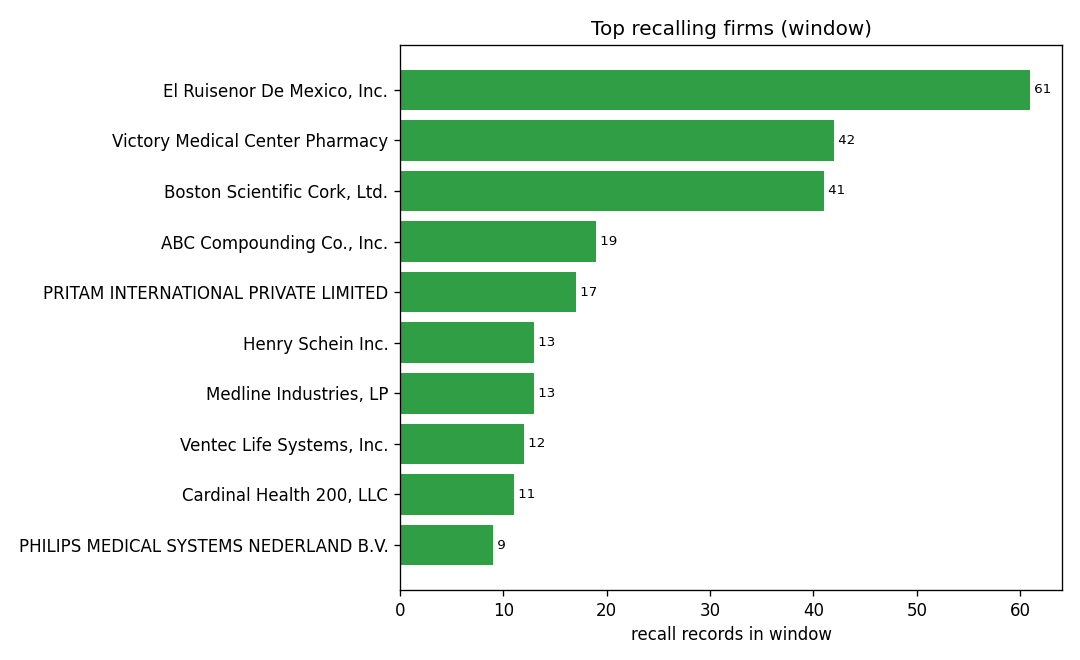 Top recalling firms (window)
El Ruisenor De Mexico, Inc. 61
Victory Medical Center Pharmacy 42
Boston Scientific Cork, Ltd. 41
ABC Compounding Co., Inc. 19
PRITAM INTERNATIONAL PRIVATE LIMITED 17
Henry Schein Inc. 13
Medline Industries, LP 13
Ventec Life Systems, Inc. 12
Cardinal Health 200, LLC 11
PHILIPS MEDICAL SYSTEMS NEDERLAND B.V. 9
0 10 20 30 40 50 60
recall records in window